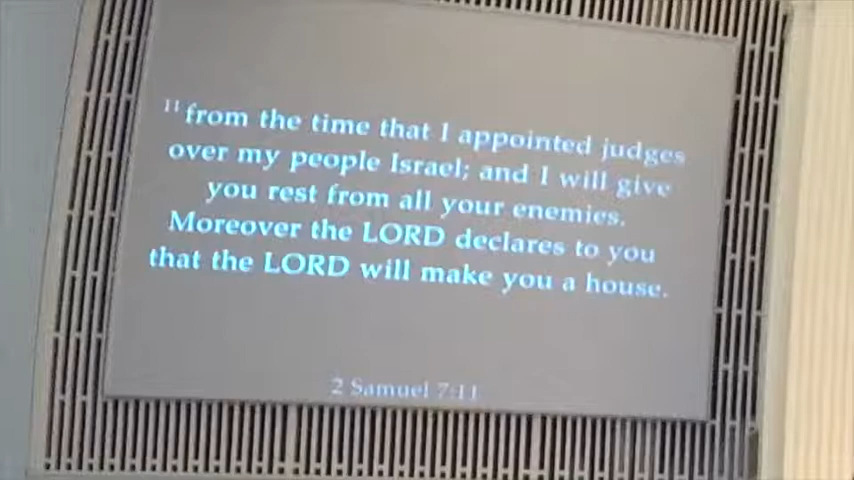 11 from the time that I appointed judges
over my people Israel; and I will give
you rest from all your enemies.
Moreover the LORD declares to you
that the LORD will make you a house.
2 Samuel 7:11